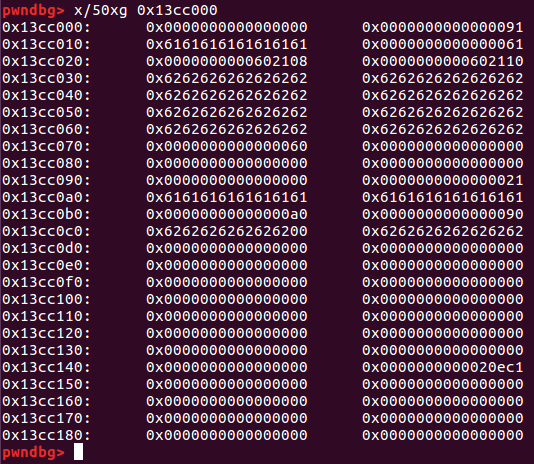 pwndbg> x/50xg 0x13cc000
0x13cc000: 0x0000000000000000 0x0000000000000091
0x13cc010: 0x6161616161616161 0x0000000000000061
0x13cc020: 0x0000000000602108 0x0000000000602110
0x13cc030: 0x6262626262626262 0x6262626262626262
0x13cc040: 0x6262626262626262 0x6262626262626262
0x13cc050: 0x6262626262626262 0x6262626262626262
0x13cc060: 0x6262626262626262 0x6262626262626262
0x13cc070: 0x0000000000000060 0x0000000000000000
0x13cc080: 0x0000000000000000 0x0000000000000000
0x13cc090: 0x0000000000000000 0x0000000000000021
0x13cc0a0: 0x6161616161616161 0x6161616161616161
0x13cc0b0: 0x00000000000000a0 0x0000000000000090
0x13cc0c0: 0x6262626262626200 0x6262626262626262
0x13cc0d0: 0x0000000000000000 0x0000000000000000
0x13cc0e0: 0x0000000000000000 0x0000000000000000
0x13cc0f0: 0x0000000000000000 0x0000000000000000
0x13cc100: 0x0000000000000000 0x0000000000000000
0x13cc110: 0x0000000000000000 0x0000000000000000
0x13cc120: 0x0000000000000000 0x0000000000000000
0x13cc130: 0x0000000000000000 0x0000000000000000
0x13cc140: 0x0000000000000000 0x0000000000020ec1
0x13cc150: 0x0000000000000000 0x0000000000000000
0x13cc160: 0x0000000000000000 0x0000000000000000
0x13cc170: 0x0000000000000000 0x0000000000000000
0x13cc180: 0x0000000000000000 0x0000000000000000
pwndbg>